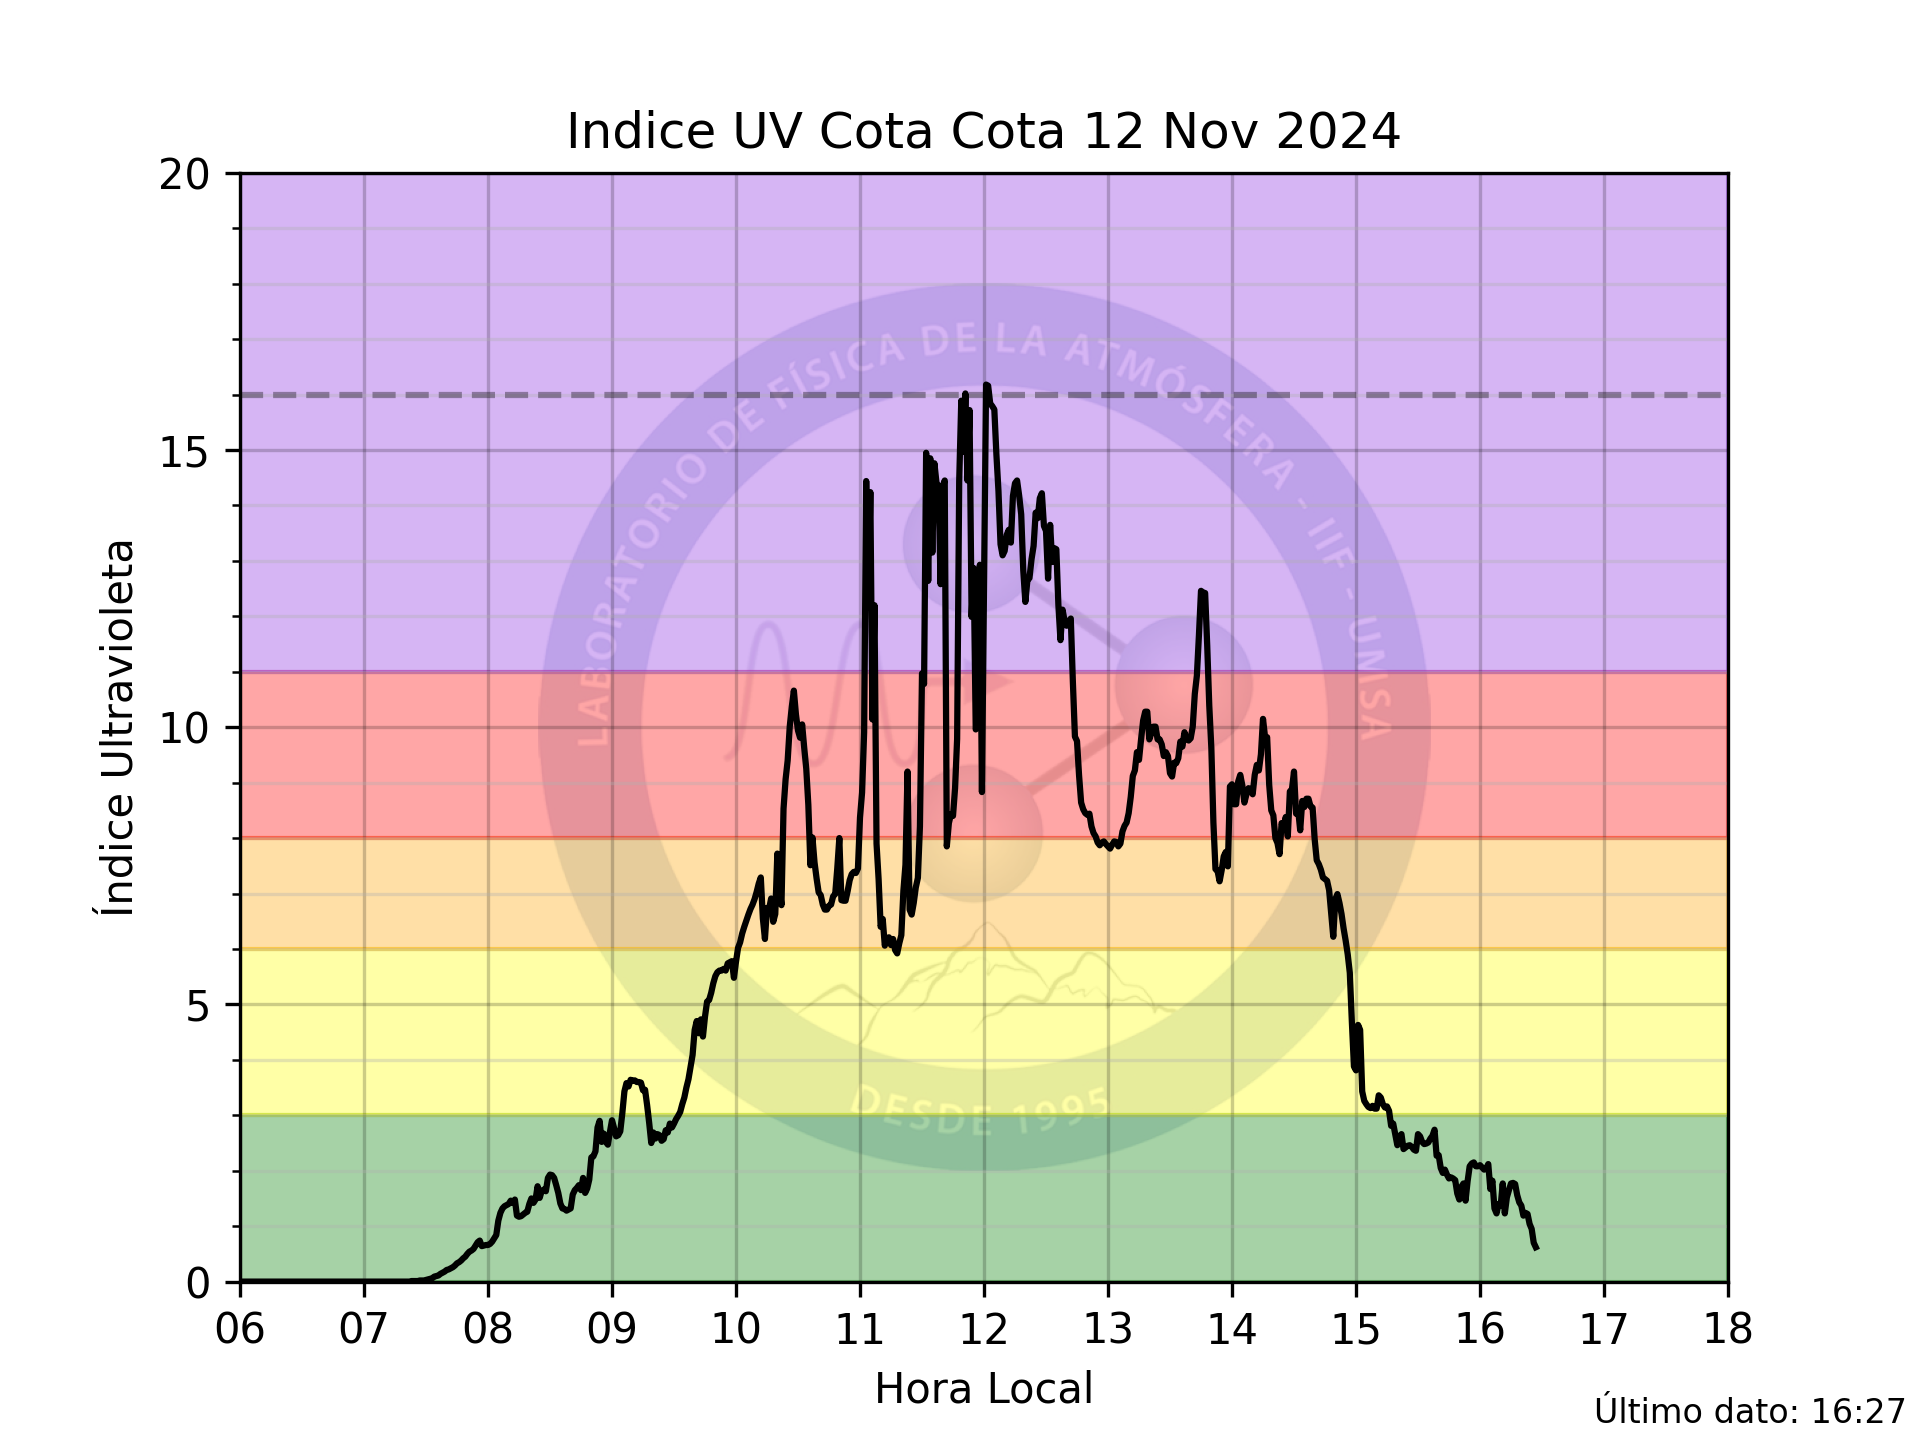 Indice UV Cota Cota 12 Nov 2024
20
15
10
5
0
Índice Ultravioleta
LABORATORIO DE FÍSICA DE LA ATMÓSFERA - IIF - UMSA
DESDE 1995
06 07 08 09 10 11 12 13 14 15 16 17 18
Hora Local
Último dato: 16:27